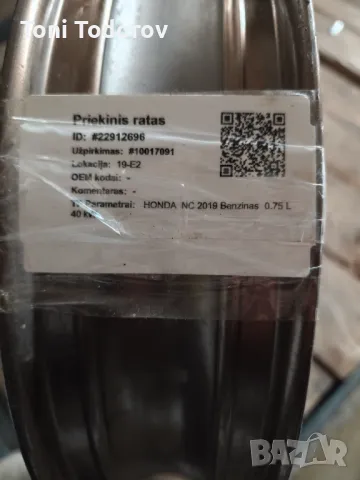 Toni Todorov
Priekinis ratas
ID: #22912696
Užpirkimas: #10017091
Lokacija: 19-E2
OEM kodai: -
Komentaras: -
Parametrai: HONDA NC 2019 Benzinas 0.75 L
40 kW
BAZAR
bg